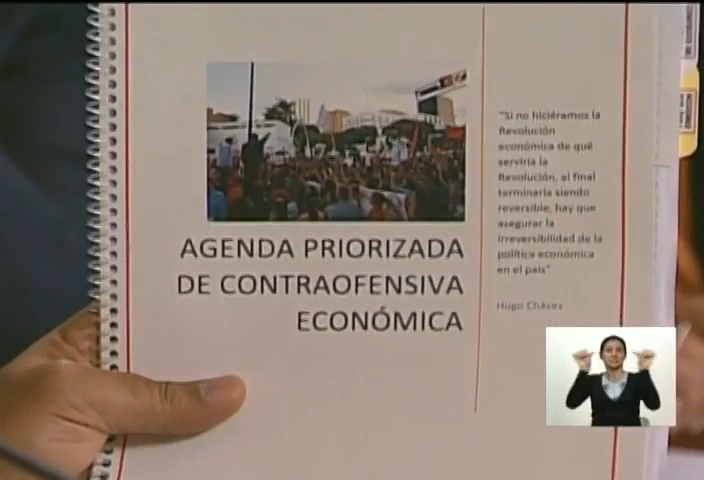 AGENDA PRIORIZADA
DE CONTRAOFENSIVA
ECONÓMICA
"Si no hiciéramos la
Revolución
económica de qué
serviría la
Revolución, al final
terminaría siendo
reversible, hay que
asegurar la
irreversibilidad de la
política económica
en el país"
Hugo Chávez